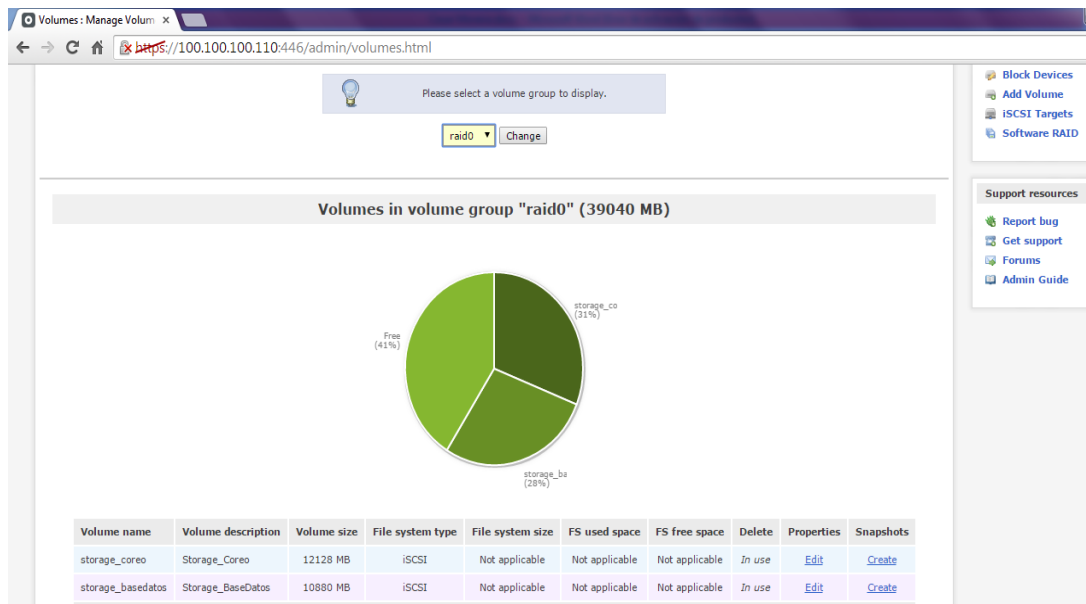 Volumes : Manage Volum
https://100.100.100.110:446/admin/volumes.html
Please select a volume group to display.
raid0 Change
Block Devices
Add Volume
iSCSI Targets
Software RAID
Support resources
Report bug
Get support
Forums
Admin Guide
Volumes in volume group "raid0" (39040 MB)
storage_co
(31%)
Free
(41%)
storage_ba
(28%)
Volume name Volume description Volume size File system type File system size FS used space FS free space Delete Properties Snapshots
storage_coreo Storage_Coreo 12128 MB iSCSI Not applicable Not applicable Not applicable In use Edit Create
storage_basedatos Storage_BaseDatos 10880 MB iSCSI Not applicable Not applicable Not applicable In use Edit Create